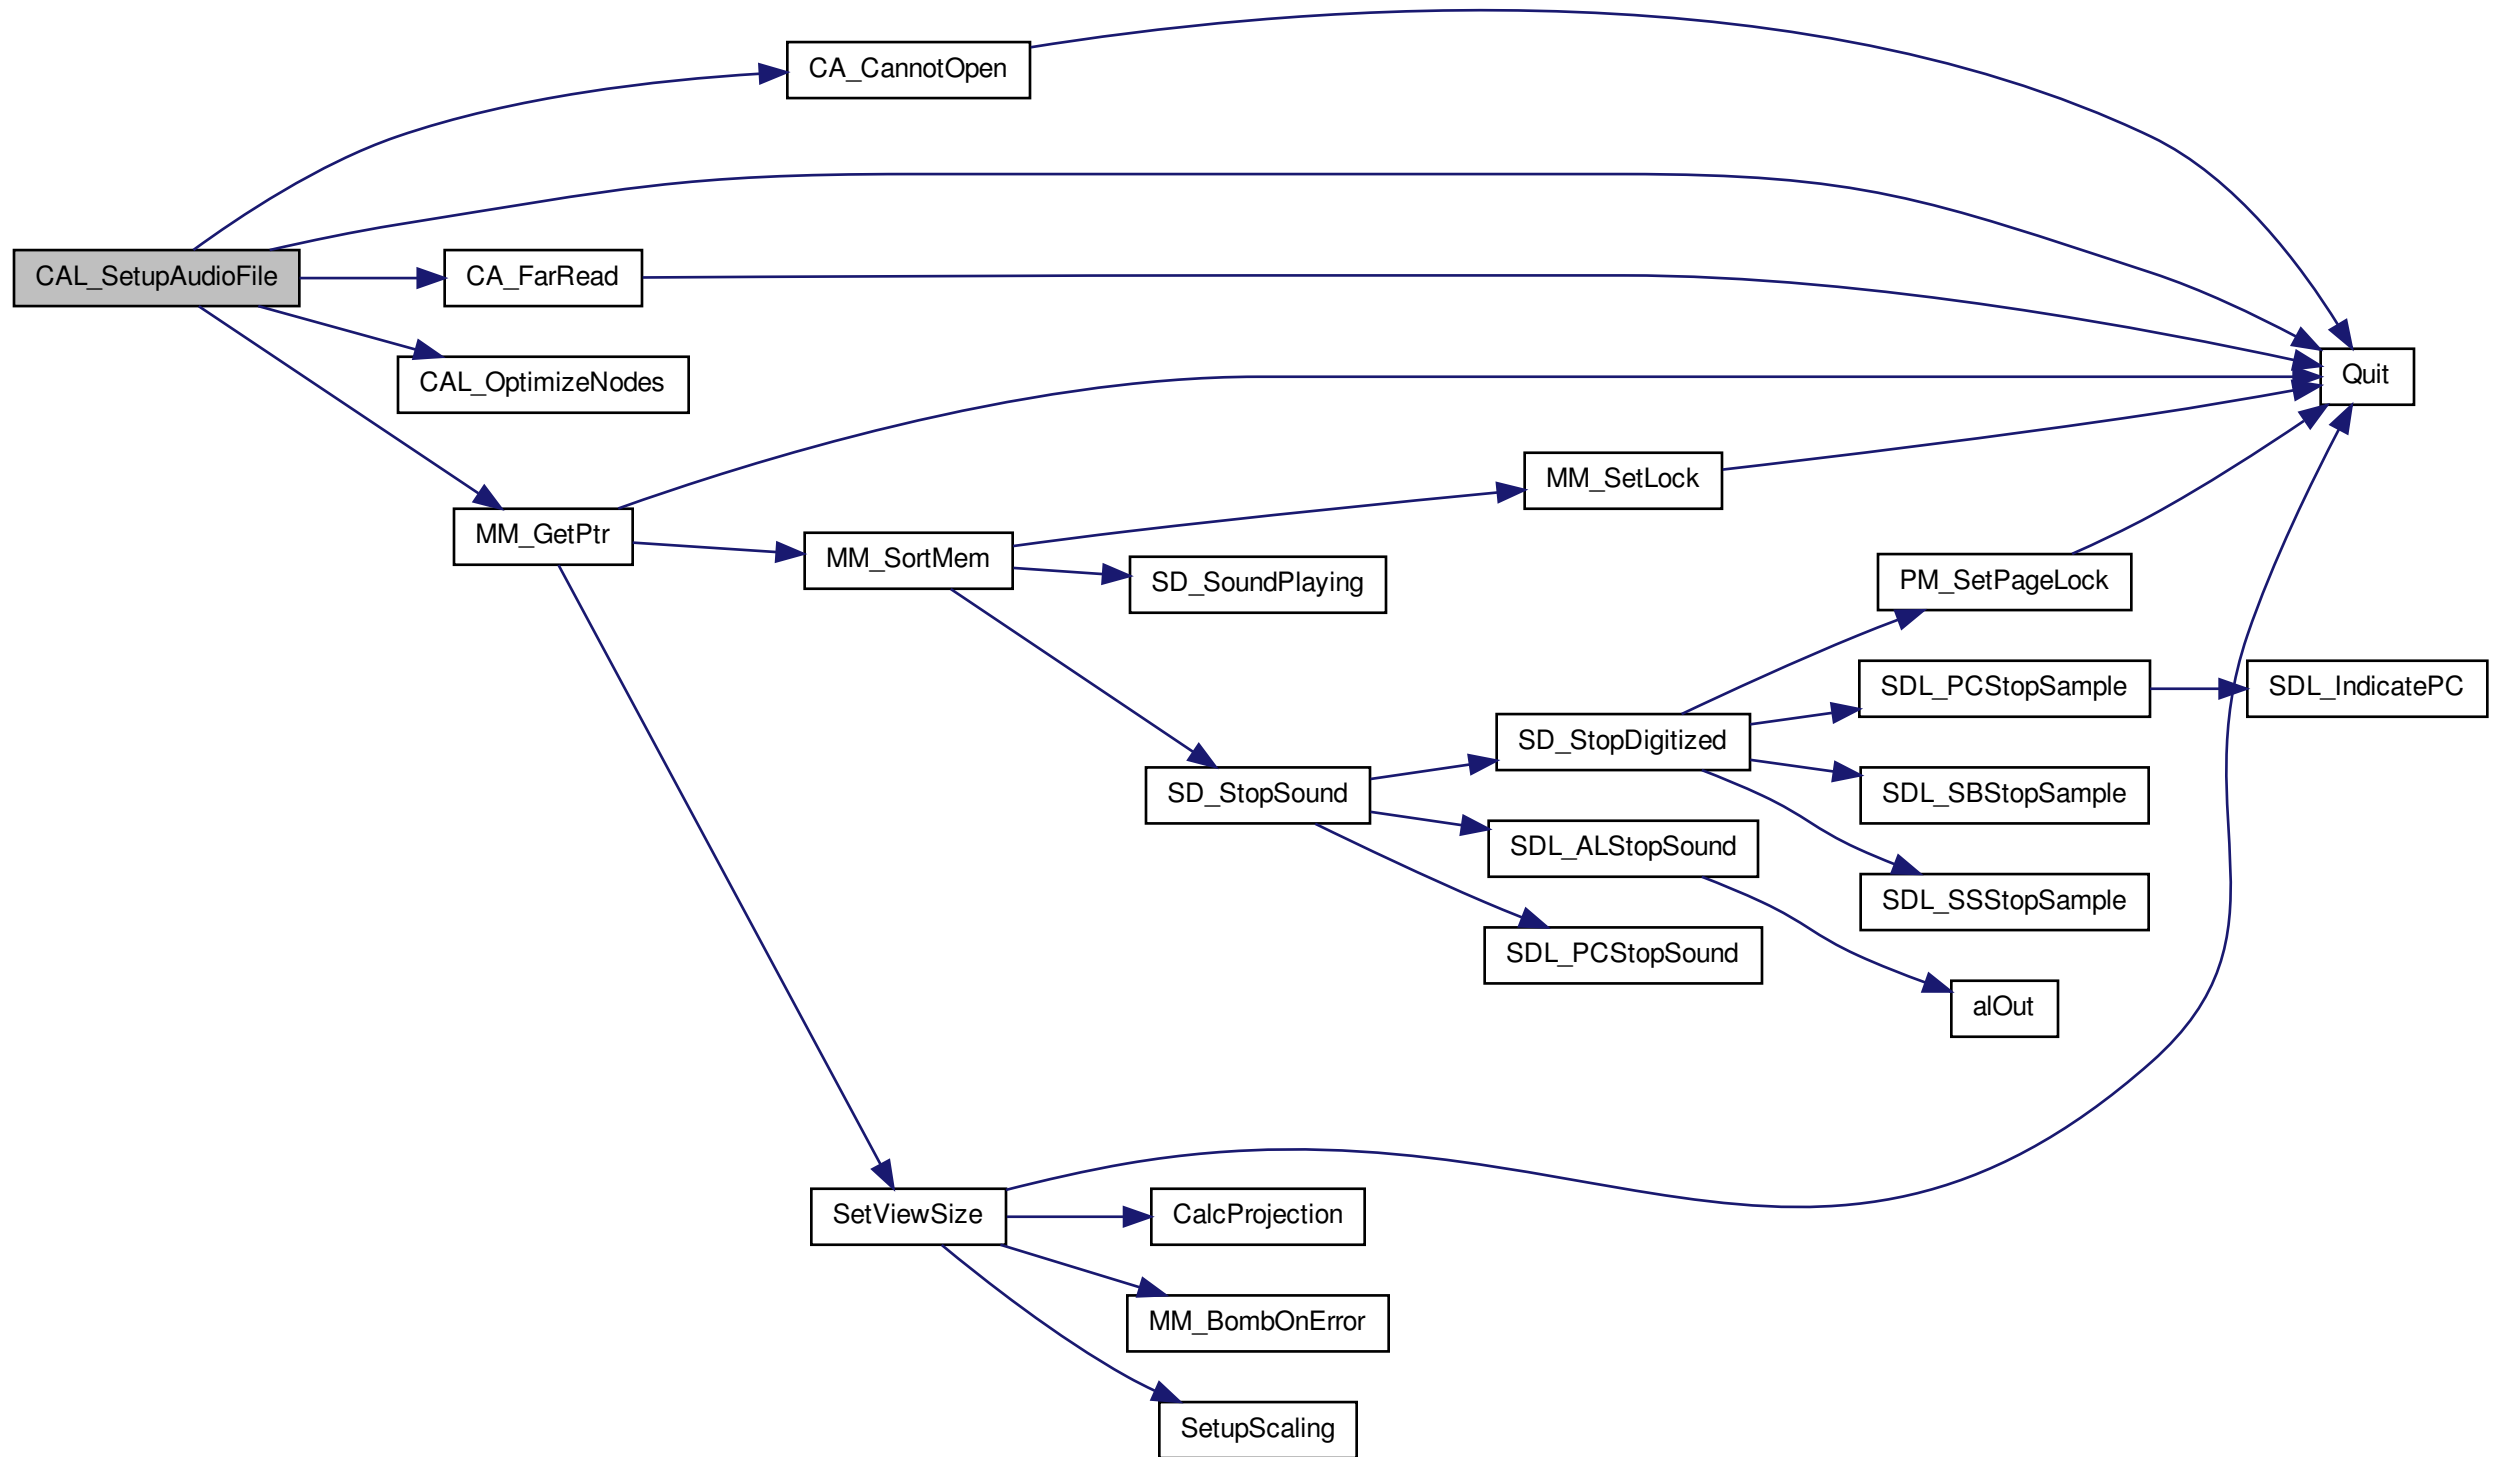 CA_CannotOpen
CAL_SetupAudioFile
CA_FarRead
CAL_OptimizeNodes
Quit
MM_GetPtr
MM_SortMem
MM_SetLock
SD_SoundPlaying
PM_SetPageLock
SDL_PCStopSample
SDL_IndicatePC
SD_StopDigitized
SD_StopSound
SDL_SBStopSample
SDL_ALStopSound
SDL_SSStopSample
SDL_PCStopSound
alOut
SetViewSize
CalcProjection
MM_BombOnError
SetupScaling